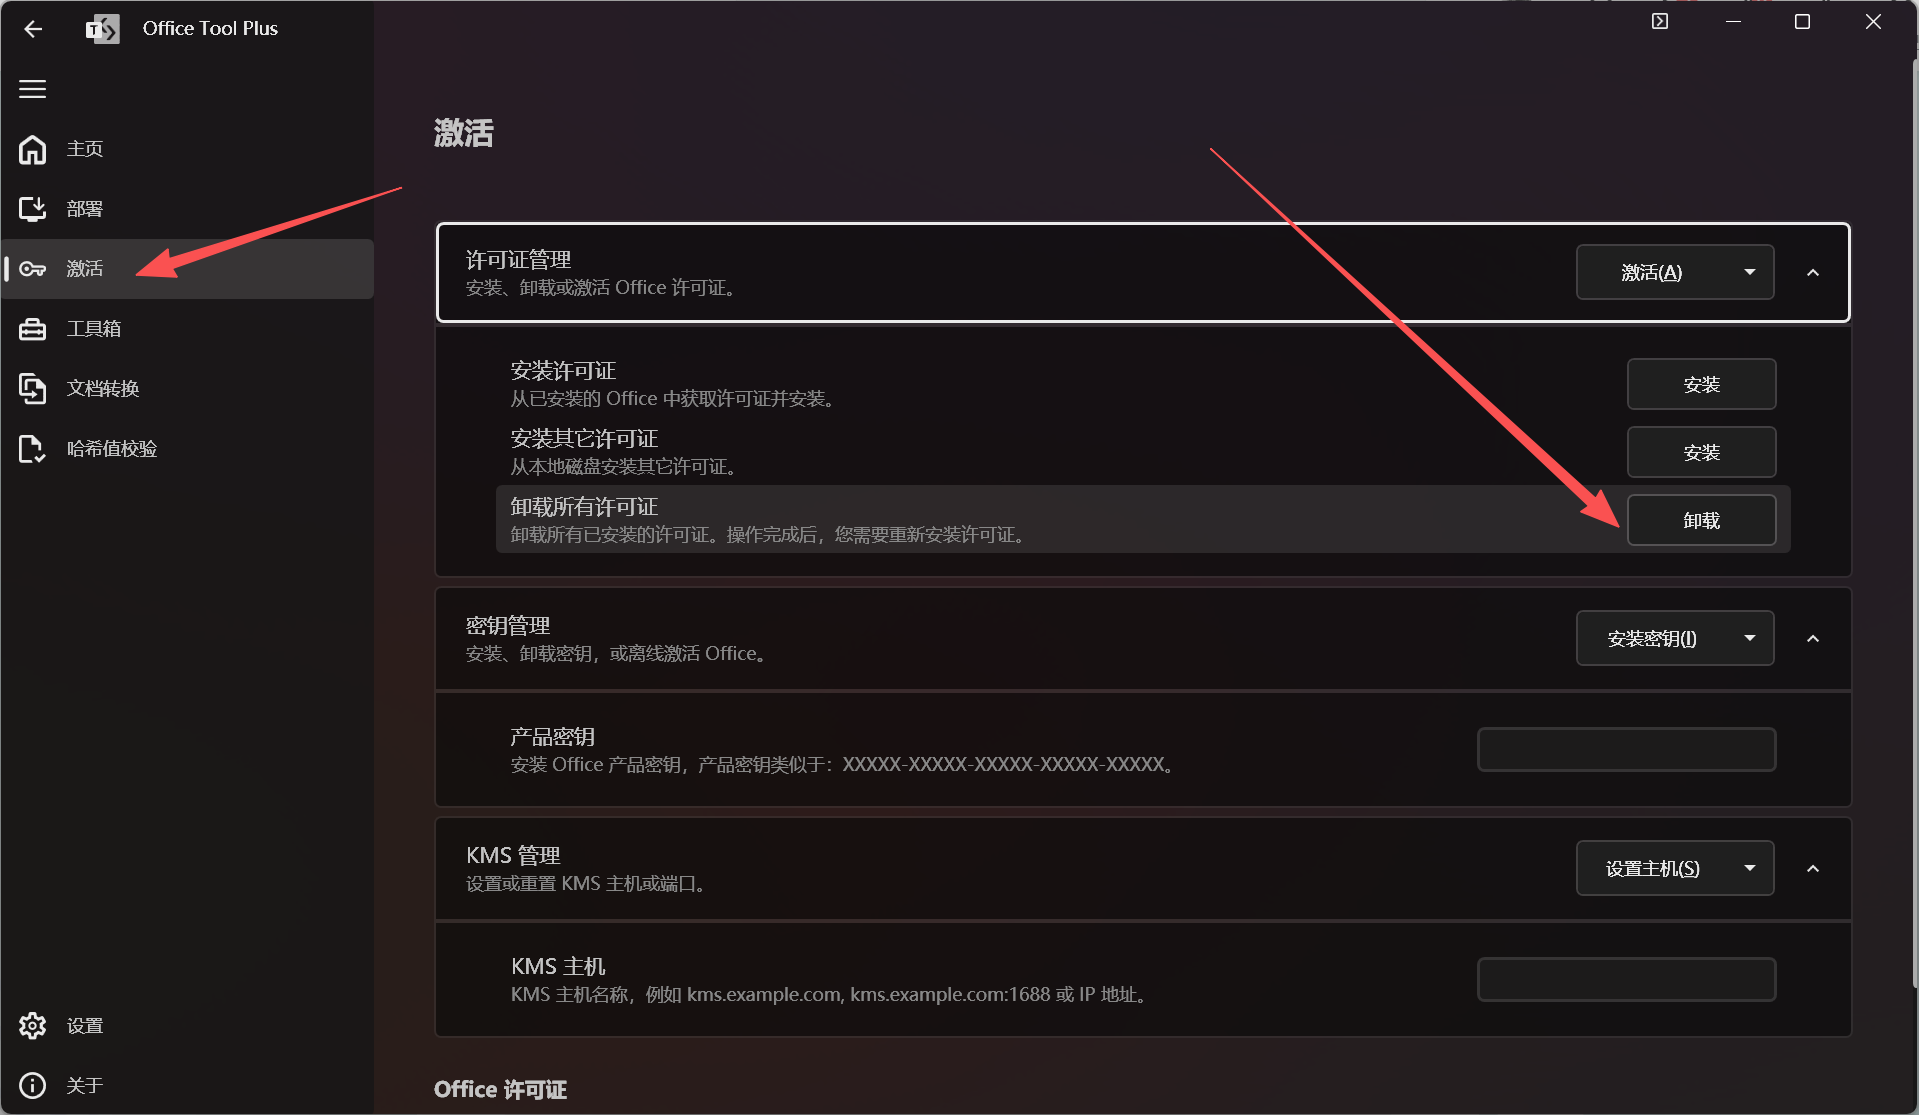 Office Tool Plus
主页
部署
激活
工具箱
文档转换
哈希值校验
设置
关于
激活
许可证管理
安装、卸载或激活 Office 许可证。
激活(A)
安装许可证
从已安装的 Office 中获取许可证并安装。
安装
安装其它许可证
从本地磁盘安装其它许可证。
安装
卸载所有许可证
卸载所有已安装的许可证。操作完成后，您需要重新安装许可证。
卸载
密钥管理
安装、卸载密钥，或离线激活 Office。
安装密钥(I)
产品密钥
安装 Office 产品密钥，产品密钥类似于：XXXXX-XXXXX-XXXXX-XXXXX-XXXXX。
KMS 管理
设置或重置 KMS 主机或端口。
设置主机(S)
KMS 主机
KMS 主机名称，例如 kms.example.com, kms.example.com:1688 或 IP 地址。
Office 许可证